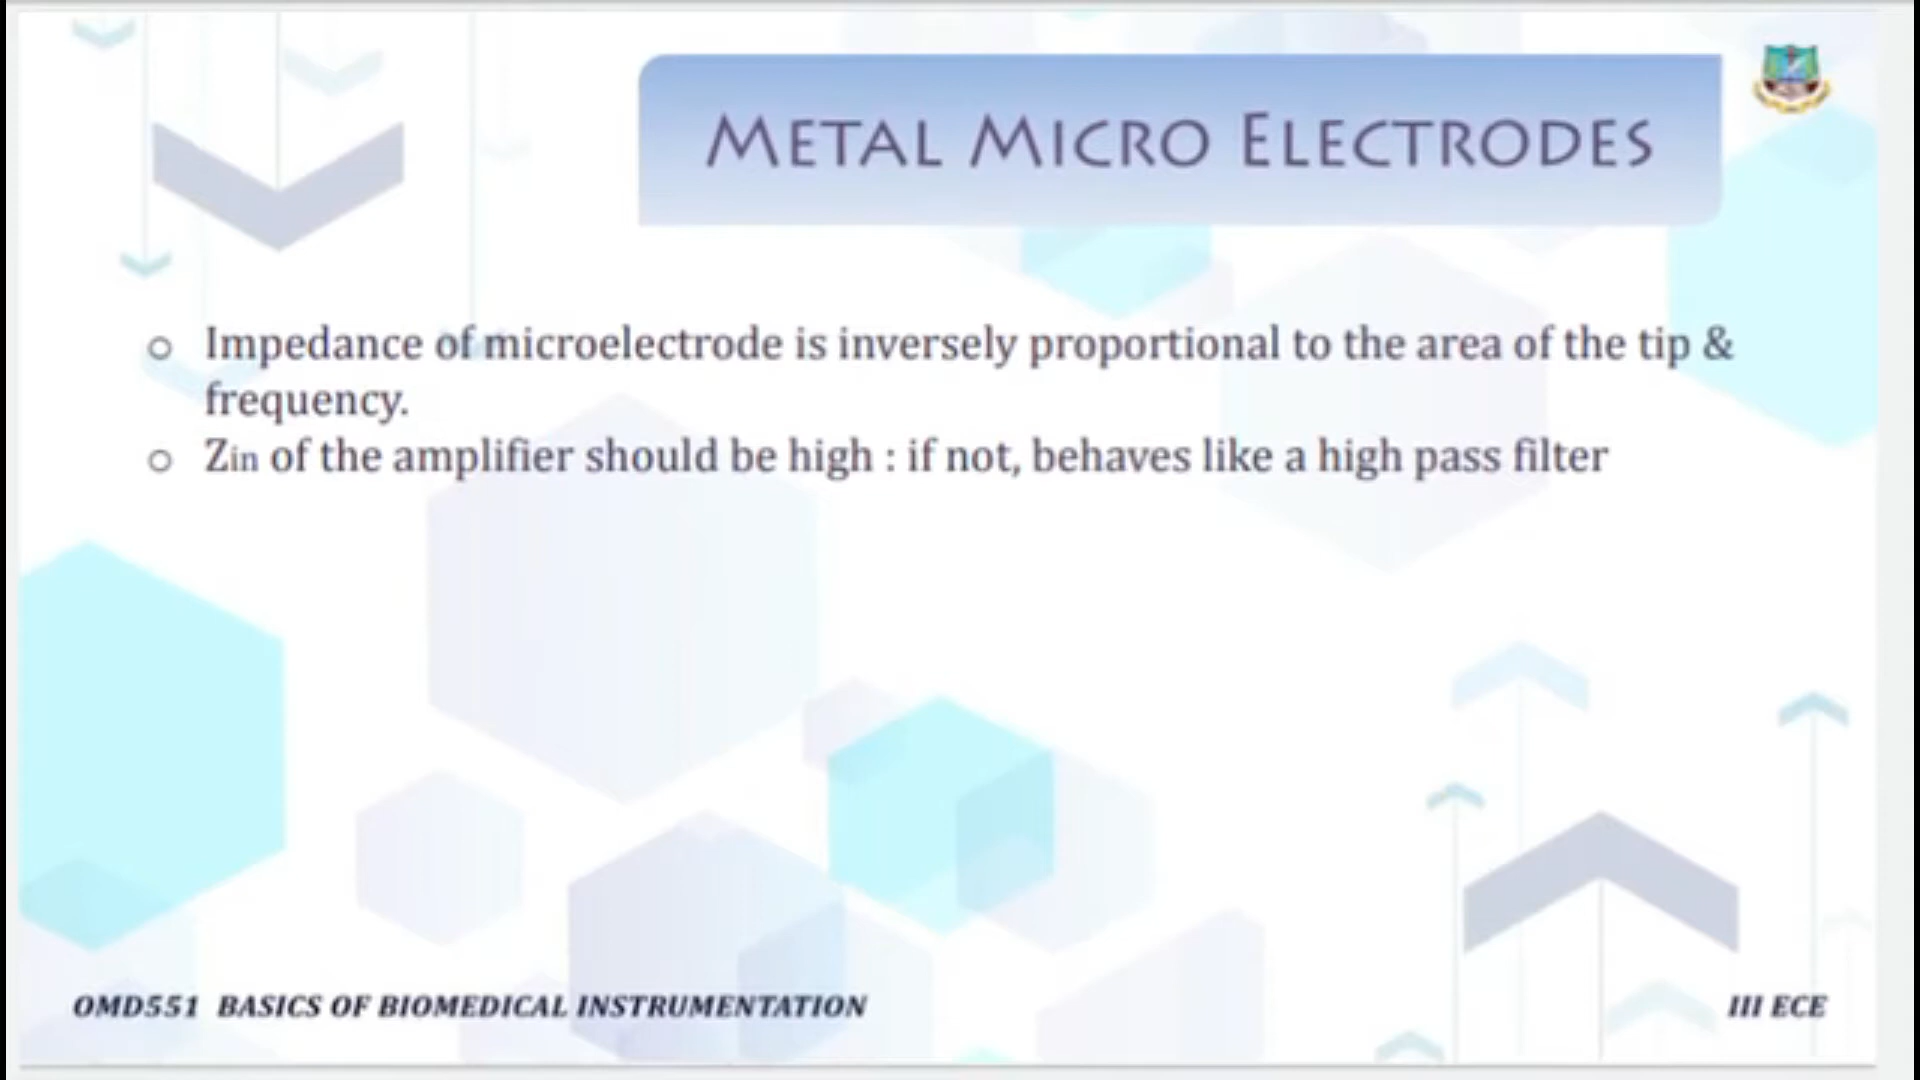 METAL MICRO ELECTRODES
o Impedance of microelectrode is inversely proportional to the area of the tip &
frequency.
o Zin of the amplifier should be high : if not, behaves like a high pass filter
OMD551 BASICS OF BIOMEDICAL INSTRUMENTATION
III ECE